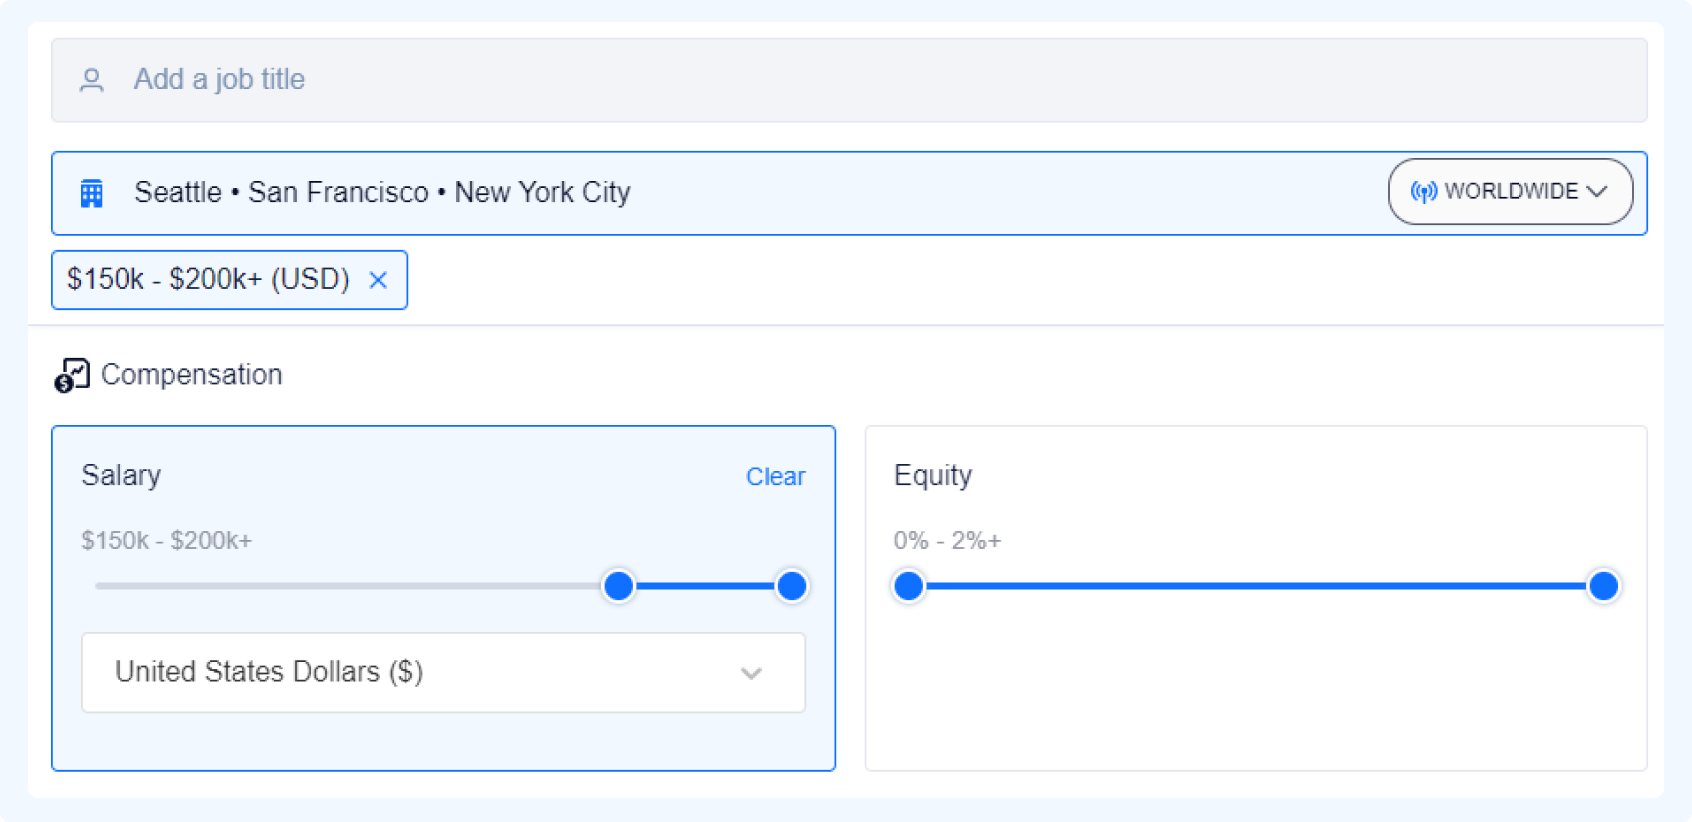 Add a job title
Seattle • San Francisco • New York City
WORLDWIDE
$150k - $200k+ (USD)
Compensation
Salary
Clear
$150k - $200k+
United States Dollars ($)
Equity
0% - 2%+